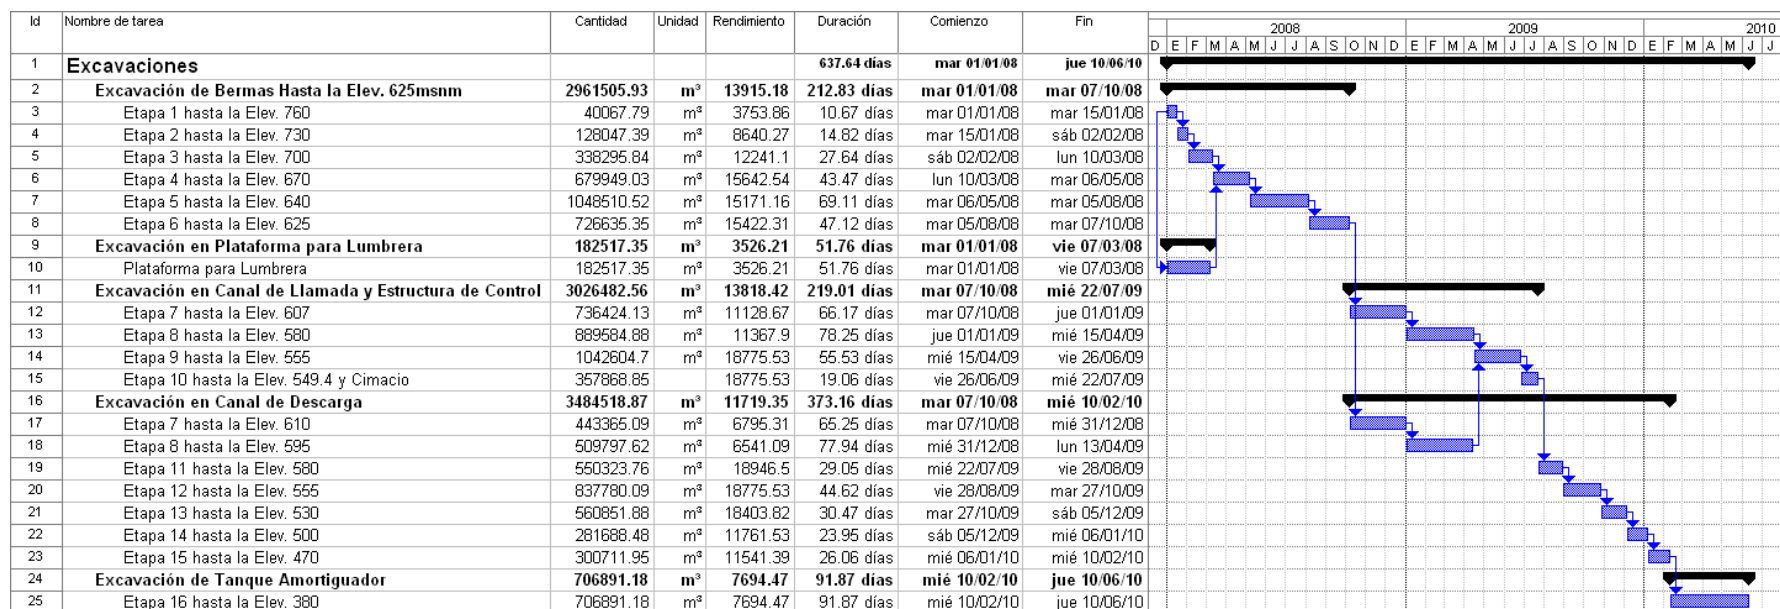 Id Nombre de tarea Cantidad Unidad Rendimiento Duración Comienzo Fin 2008 2009 2010
D E F M A M J J A S O N D E F M A M J J A S O N D E F M A M J J
1 Excavaciones 637.64 días mar 01/01/08 jue 10/06/10
2 Excavación de Bermas Hasta la Elev. 625msnm 2961505.93 m³ 13915.18 212.83 días mar 01/01/08 mar 07/10/08
3 Etapa 1 hasta la Elev. 760 40067.79 m³ 3753.86 10.67 días mar 01/01/08 mar 15/01/08
4 Etapa 2 hasta la Elev. 730 128047.39 m³ 8640.27 14.82 días mar 15/01/08 sáb 02/02/08
5 Etapa 3 hasta la Elev. 700 338295.84 m³ 12241.1 27.64 días sáb 02/02/08 lun 10/03/08
6 Etapa 4 hasta la Elev. 670 679949.03 m³ 15642.54 43.47 días lun 10/03/08 mar 06/05/08
7 Etapa 5 hasta la Elev. 640 1048510.52 m³ 15171.16 69.11 días mar 06/05/08 mar 05/08/08
8 Etapa 6 hasta la Elev. 625 726635.35 m³ 15422.31 47.12 días mar 05/08/08 mar 07/10/08
9 Excavación en Plataforma para Lumbrera 182517.35 m³ 3526.21 51.76 días mar 01/01/08 vie 07/03/08
10 Plataforma para Lumbrera 182517.35 m³ 3526.21 51.76 días mar 01/01/08 vie 07/03/08
11 Excavación en Canal de Llamada y Estructura de Control 3026482.56 m³ 13818.42 219.01 días mar 07/10/08 mié 22/07/09
12 Etapa 7 hasta la Elev. 607 736424.13 m³ 11128.67 66.17 días mar 07/10/08 jue 01/01/09
13 Etapa 8 hasta la Elev. 580 889584.88 m³ 11367.9 78.25 días jue 01/01/09 mié 15/04/09
14 Etapa 9 hasta la Elev. 555 1042604.7 m³ 18775.53 55.53 días mié 15/04/09 vie 26/06/09
15 Etapa 10 hasta la Elev. 549.4 y Cimacio 357868.85 18775.53 19.06 días vie 26/06/09 mié 22/07/09
16 Excavación en Canal de Descarga 3484518.87 m³ 11719.35 373.16 días mar 07/10/08 mié 10/02/10
17 Etapa 7 hasta la Elev. 610 443365.09 m³ 6795.31 65.25 días mar 07/10/08 mié 31/12/08
18 Etapa 8 hasta la Elev. 595 509797.62 m³ 6541.09 77.94 días mié 31/12/08 lun 13/04/09
19 Etapa 11 hasta la Elev. 580 550323.76 m³ 18946.5 29.05 días mié 22/07/09 vie 28/08/09
20 Etapa 12 hasta la Elev. 555 837780.09 m³ 18775.53 44.62 días vie 28/08/09 mar 27/10/09
21 Etapa 13 hasta la Elev. 530 560851.88 m³ 18403.82 30.47 días mar 27/10/09 sáb 05/12/09
22 Etapa 14 hasta la Elev. 500 281688.48 m³ 11761.53 23.95 días sáb 05/12/09 mié 06/01/10
23 Etapa 15 hasta la Elev. 470 300711.95 m³ 11541.39 26.06 días mié 06/01/10 mié 10/02/10
24 Excavación de Tanque Amortiguador 706891.18 m³ 7694.47 91.87 días mié 10/02/10 jue 10/06/10
25 Etapa 16 hasta la Elev. 380 706891.18 m³ 7694.47 91.87 días mié 10/02/10 jue 10/06/10